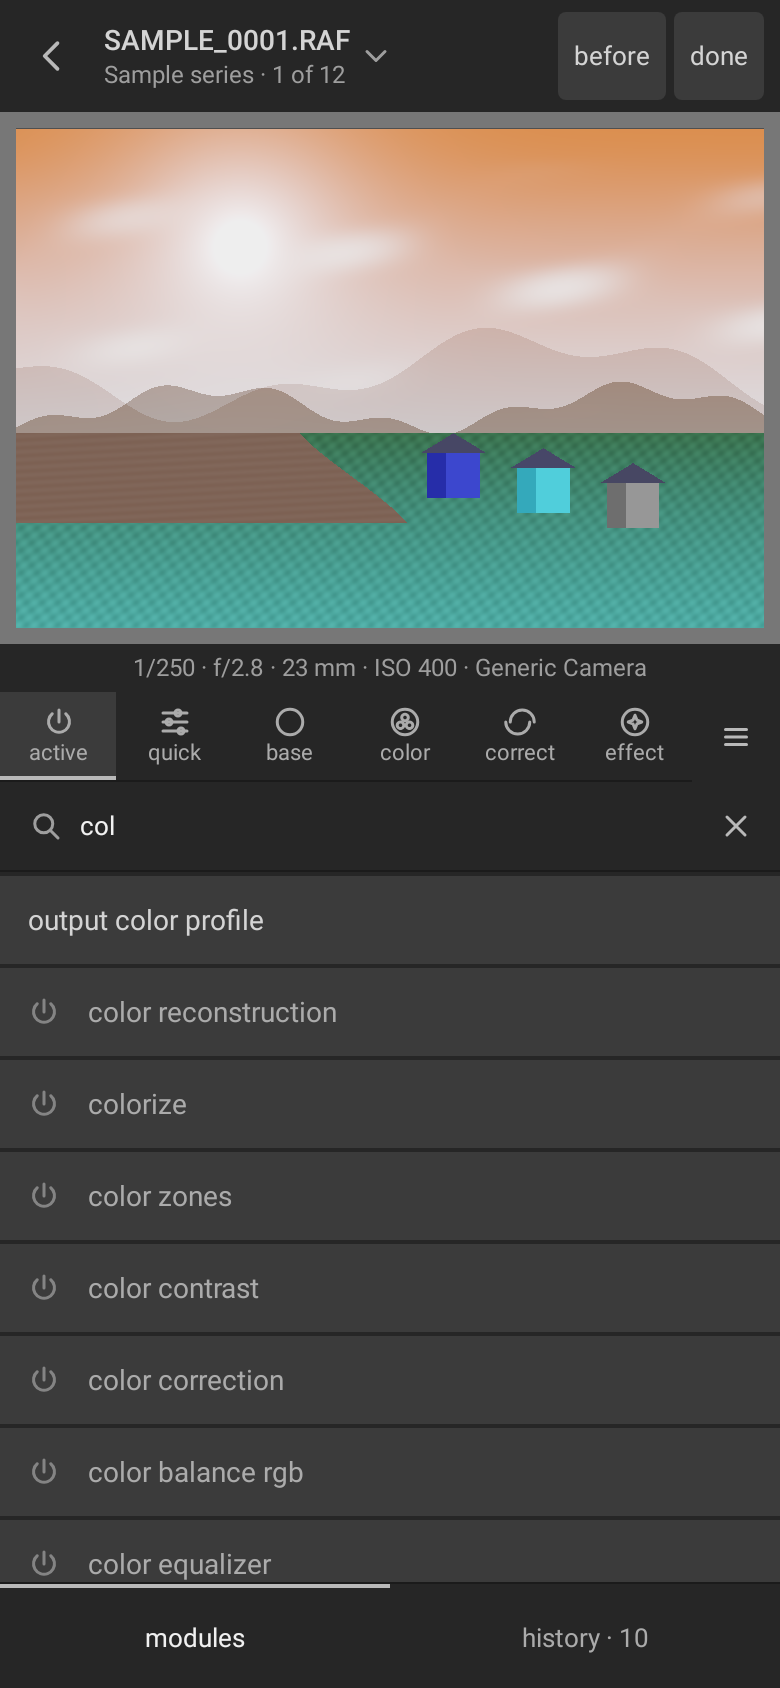 SAMPLE_0001.RAF
Sample series · 1 of 12
before
done
1/250 · f/2.8 · 23 mm · ISO 400 · Generic Camera
active
quick
base
color
correct
effect
col
output color profile
color reconstruction
colorize
color zones
color contrast
color correction
color balance rgb
color equalizer
modules
history · 10